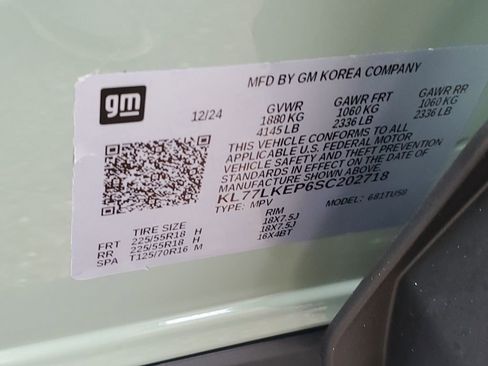 gm
MFD BY GM KOREA COMPANY
12/24
GVWR GAWR FRT GAWR RR
1880 KG 1060 KG 1060 KG
4145 LB 2336 LB 2336 LB
THIS VEHICLE CONFORMS TO ALL
APPLICABLE U.S. FEDERAL MOTOR
VEHICLE SAFETY AND THEFT PREVENTION
STANDARDS IN EFFECT ON THE DATE OF
MANUFACTURE SHOWN ABOVE.
KL77LKEP6SC202718
TYPE: MPV MODEL: 681TU58
TIRE SIZE RIM
FRT 225/55R18 H 18X7.5J
RR 225/55R18 H 18X7.5J
SPA T125/70R16 M 16X4BT